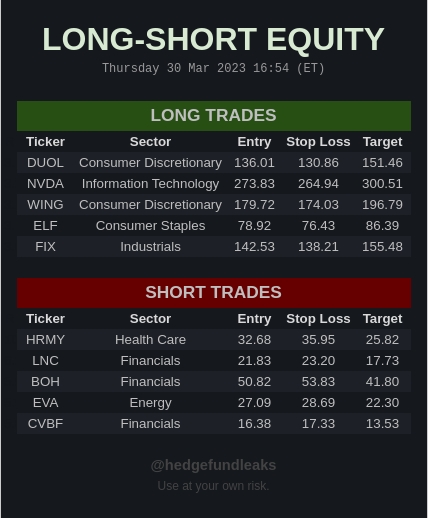 LONG-SHORT EQUITY
Thursday 30 Mar 2023 16:54 (ET)
LONG TRADES
Ticker Sector Entry Stop Loss Target
DUOL Consumer Discretionary 136.01 130.86 151.46
NVDA Information Technology 273.83 264.94 300.51
WING Consumer Discretionary 179.72 174.03 196.79
ELF Consumer Staples 78.92 76.43 86.39
FIX Industrials 142.53 138.21 155.48
SHORT TRADES
Ticker Sector Entry Stop Loss Target
HRMY Health Care 32.68 35.95 25.82
LNC Financials 21.83 23.20 17.73
BOH Financials 50.82 53.83 41.80
EVA Energy 27.09 28.69 22.30
CVBF Financials 16.38 17.33 13.53
@hedgefundleaks
Use at your own risk.